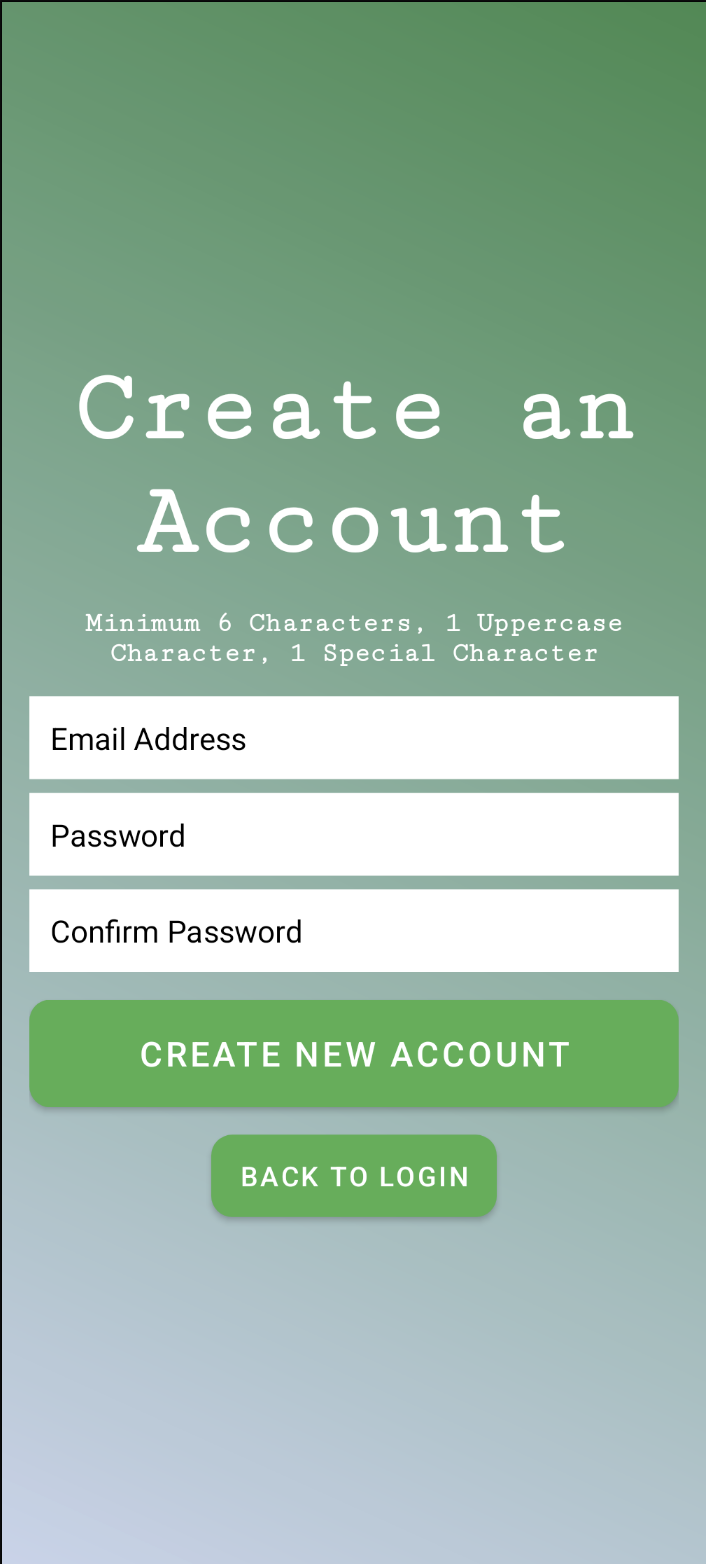 Create an
Account
Minimum 6 Characters, 1 Uppercase
Character, 1 Special Character
Email Address
Password
Confirm Password
CREATE NEW ACCOUNT
BACK TO LOGIN